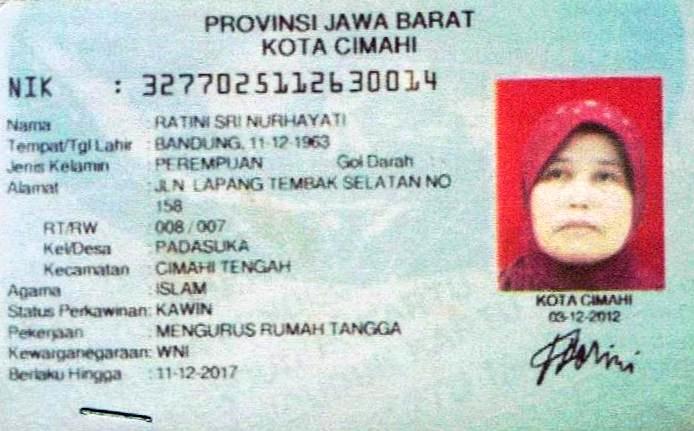 PROVINSI JAWA BARAT
KOTA CIMAHI
NIK : 3277025112630014
Nama : RATINI SRI NURHAYATI
Tempat/Tgl Lahir : BANDUNG, 11-12-1963
Jenis Kelamin : PEREMPUAN Gol Darah :
Alamat : JLN LAPANG TEMBAK SELATAN NO
158
RT/RW : 008 / 007
Kel/Desa : PADASUKA
Kecamatan : CIMAHI TENGAH
Agama : ISLAM
Status Perkawinan: KAWIN
Pekerjaan : MENGURUS RUMAH TANGGA
Kewarganegaraan: WNI
Berlaku Hingga : 11-12-2017
KOTA CIMAHI
03-12-2012